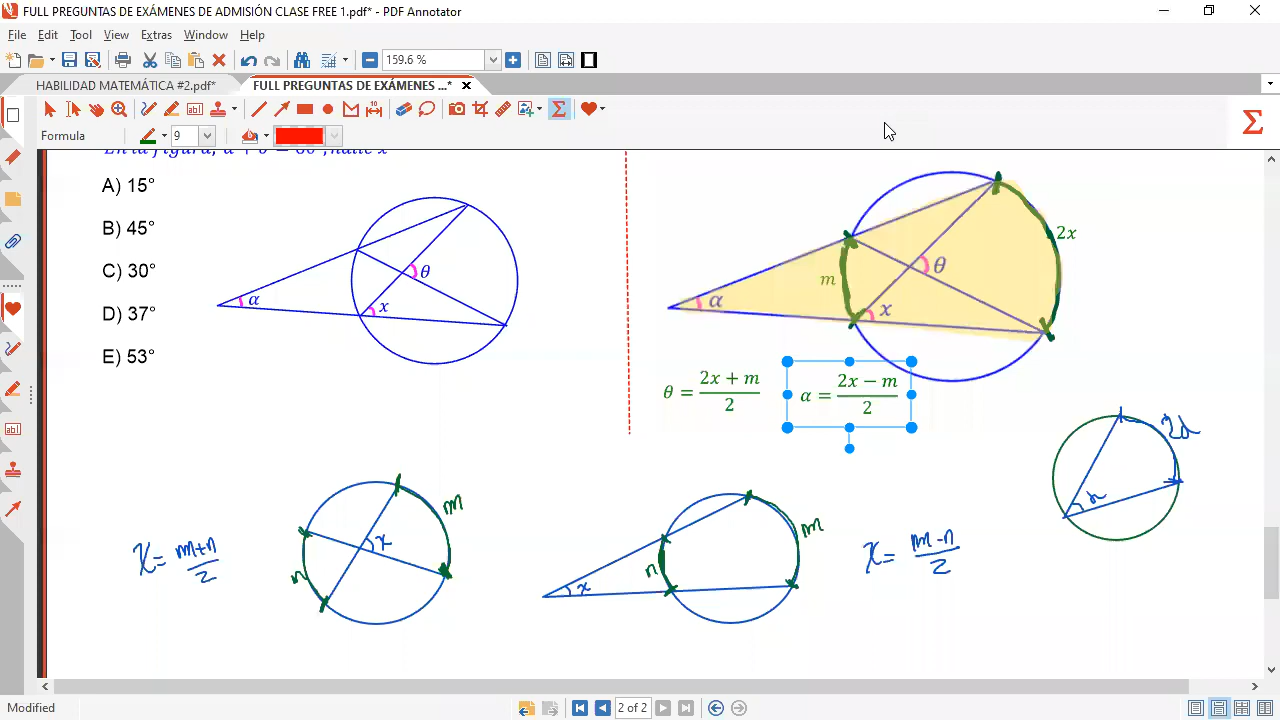 FULL PREGUNTAS DE EXÁMENES DE ADMISIÓN CLASE FREE 1.pdf* - PDF Annotator
File Edit Tool View Extras Window Help
159.6 %
HABILIDAD MATEMÁTICA #2.pdf*
FULL PREGUNTAS DE EXÁMENES ...*
Formula 9
A) 15°
B) 45°
C) 30°
D) 37°
E) 53°
α θ x
α θ x m 2x
θ = (2x + m)/2
α = (2x − m)/2
x = (m+n)/2
m n x
m n x
x = (m-n)/2
Modified
2 of 2